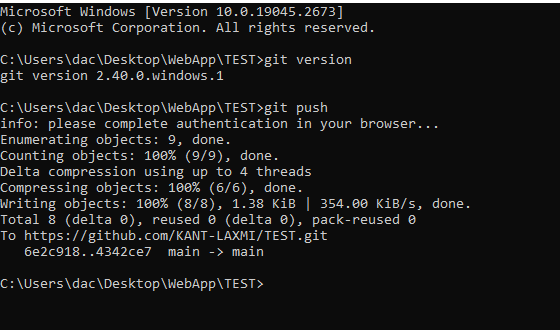 Microsoft Windows [Version 10.0.19045.2673]
(c) Microsoft Corporation. All rights reserved.
C:\Users\dac\Desktop\WebApp\TEST>git version
git version 2.40.0.windows.1
C:\Users\dac\Desktop\WebApp\TEST>git push
info: please complete authentication in your browser...
Enumerating objects: 9, done.
Counting objects: 100% (9/9), done.
Delta compression using up to 4 threads
Compressing objects: 100% (6/6), done.
Writing objects: 100% (8/8), 1.38 KiB | 354.00 KiB/s, done.
Total 8 (delta 0), reused 0 (delta 0), pack-reused 0
To https://github.com/KANT-LAXMI/TEST.git
   6e2c918..4342ce7  main -> main
C:\Users\dac\Desktop\WebApp\TEST>